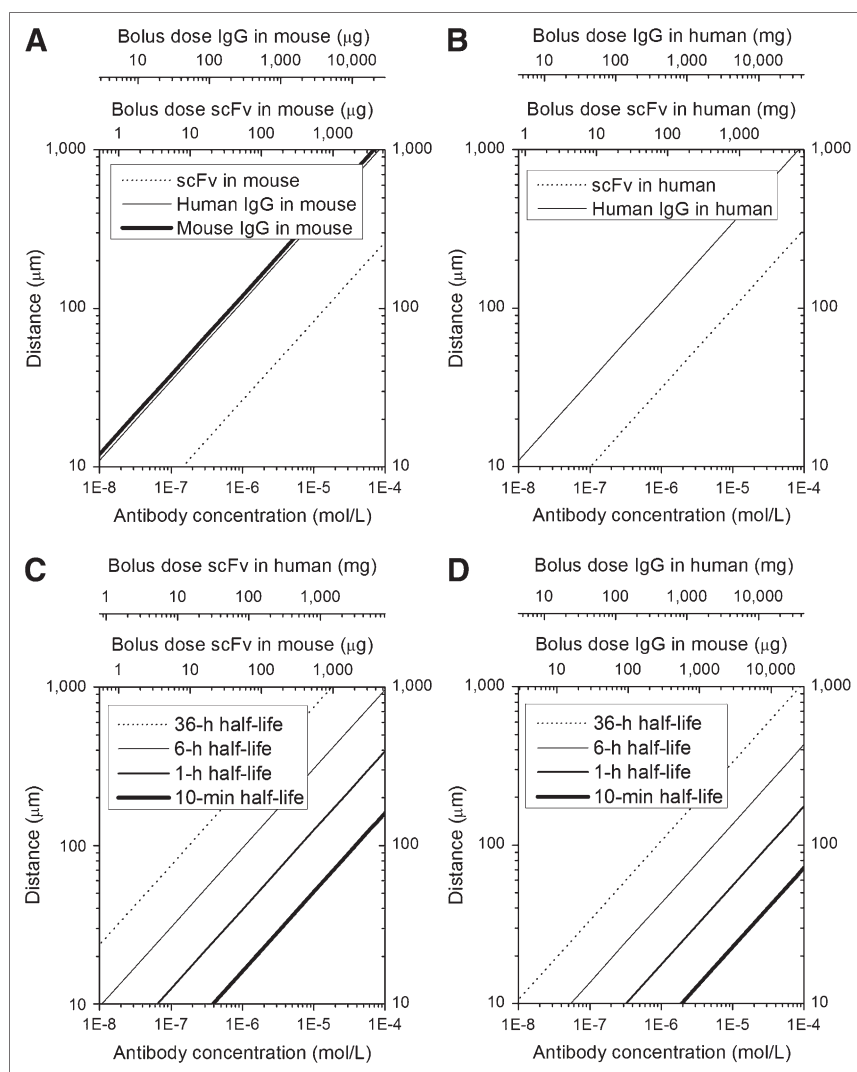 A
Bolus dose IgG in mouse (μg)
10 100 1,000 10,000
Bolus dose scFv in mouse (μg)
1 10 100 1,000
1,000 1,000
scFv in mouse
Human IgG in mouse
Mouse IgG in mouse
Distance (μm)
100 100
10 10
1E-8 1E-7 1E-6 1E-5 1E-4
Antibody concentration (mol/L)
B
Bolus dose IgG in human (mg)
10 100 1,000 10,000
Bolus dose scFv in human (mg)
1 10 100 1,000
1,000 1,000
scFv in human
Human IgG in human
Distance (μm)
100 100
10 10
1E-8 1E-7 1E-6 1E-5 1E-4
Antibody concentration (mol/L)
C
Bolus dose scFv in human (mg)
1 10 100 1,000
Bolus dose scFv in mouse (μg)
1 10 100 1,000
1,000 1,000
36-h half-life
6-h half-life
1-h half-life
10-min half-life
Distance (μm)
100 100
10 10
1E-8 1E-7 1E-6 1E-5 1E-4
Antibody concentration (mol/L)
D
Bolus dose IgG in human (mg)
10 100 1,000 10,000
Bolus dose IgG in mouse (μg)
10 100 1,000 10,000
1,000 1,000
36-h half-life
6-h half-life
1-h half-life
10-min half-life
Distance (μm)
100 100
10 10
1E-8 1E-7 1E-6 1E-5 1E-4
Antibody concentration (mol/L)